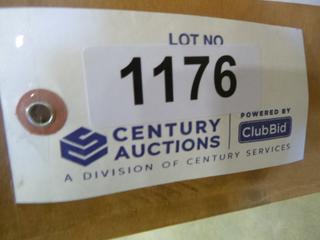 LOT NO
1176
CENTURY AUCTIONS
A DIVISION OF CENTURY SERVICES
POWERED BY
ClubBid